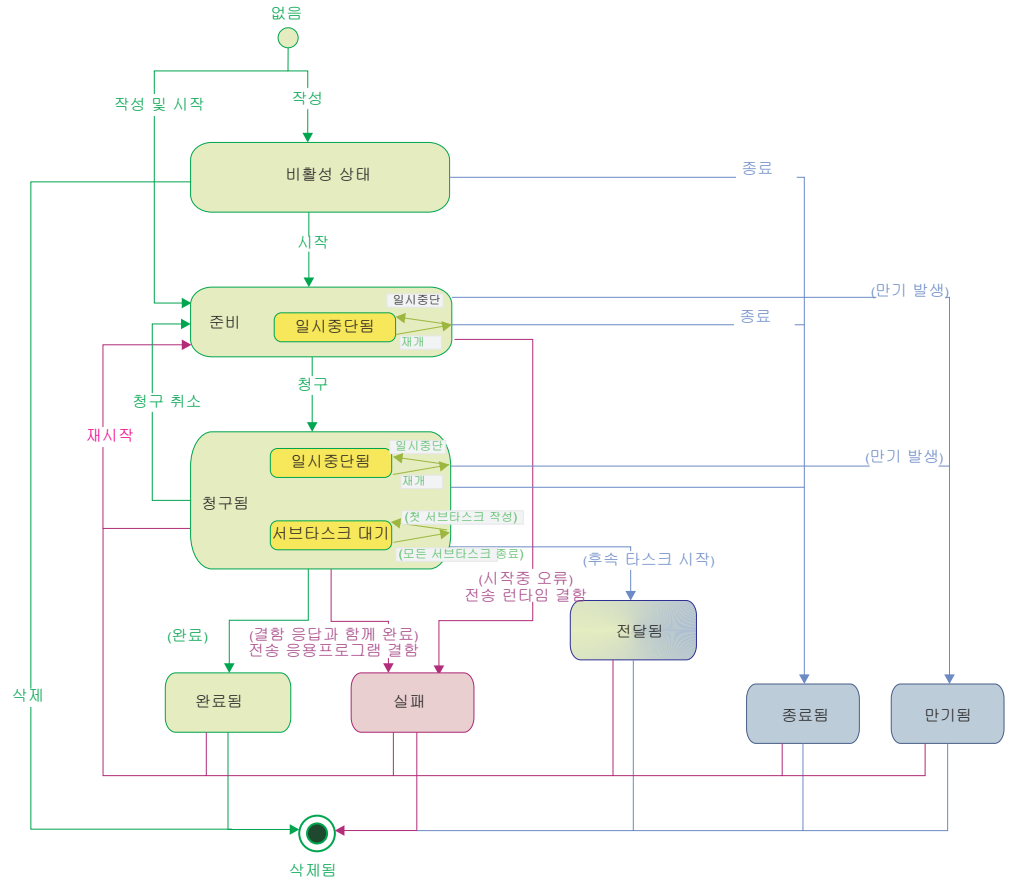 없음
작성 및 시작
작성
비활성 상태
종료
시작
(만기 발생)
일시중단
준비
일시중단됨
종료
재개
청구
청구 취소
재시작
일시중단
일시중단됨
(만기 발생)
재개
청구됨
(첫 서브타스크 작성)
서브타스크 대기
(모든 서브타스크 종료)
(후속 타스크 시작)
(시작중 오류)
전송 런타임 결함
전달됨
(완료)
(결함 응답과 함께 완료)
전송 응용프로그램 결함
삭제
완료됨
실패
종료됨
만기됨
삭제됨